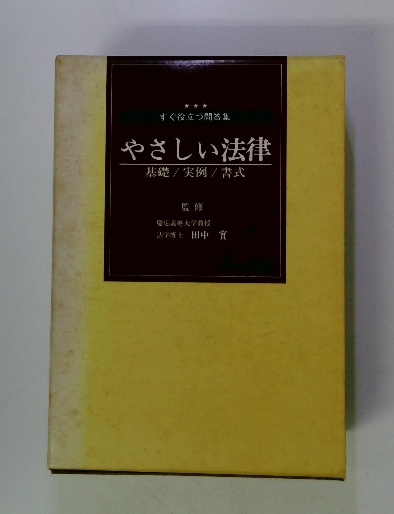 ★★★
すぐ役立つ問答集
やさしい法律
基礎/実例/書式
監修
慶応義塾大学教授
法学博士 田中 實